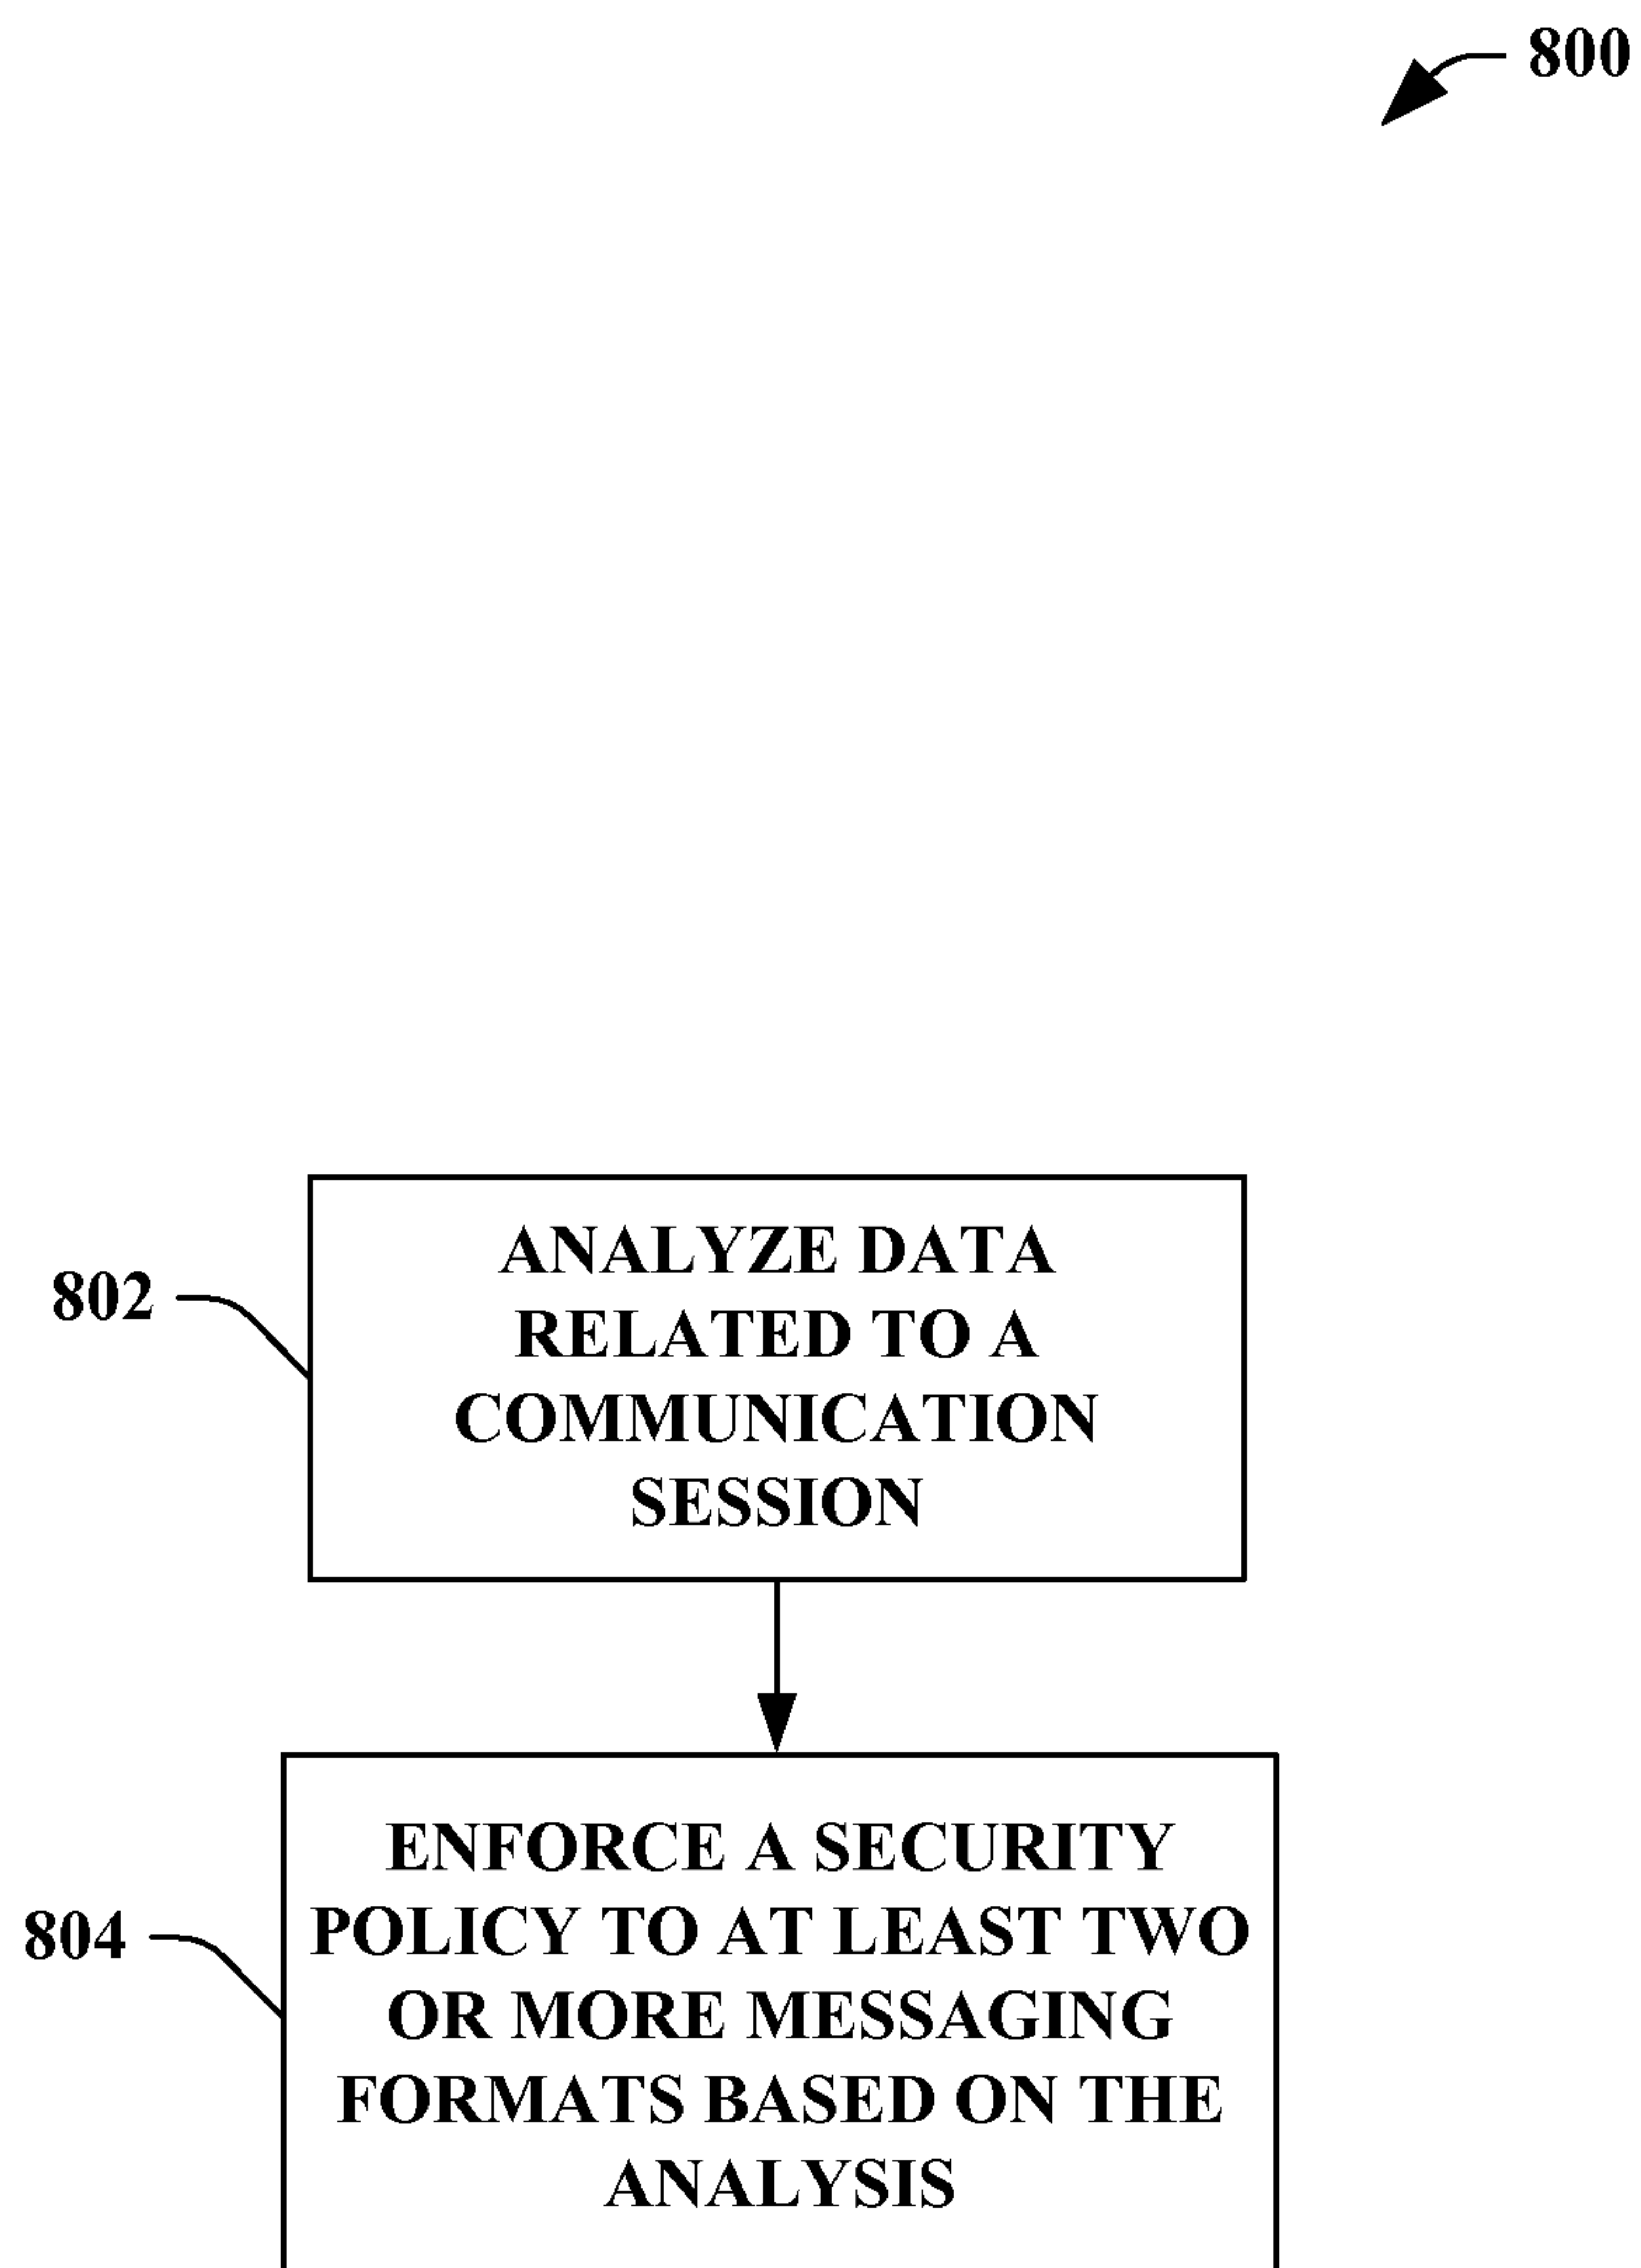 800
802
ANALYZE DATA
RELATED TO A
COMMUNICATION
SESSION
804
ENFORCE A SECURITY
POLICY TO AT LEAST TWO
OR MORE MESSAGING
FORMATS BASED ON THE
ANALYSIS